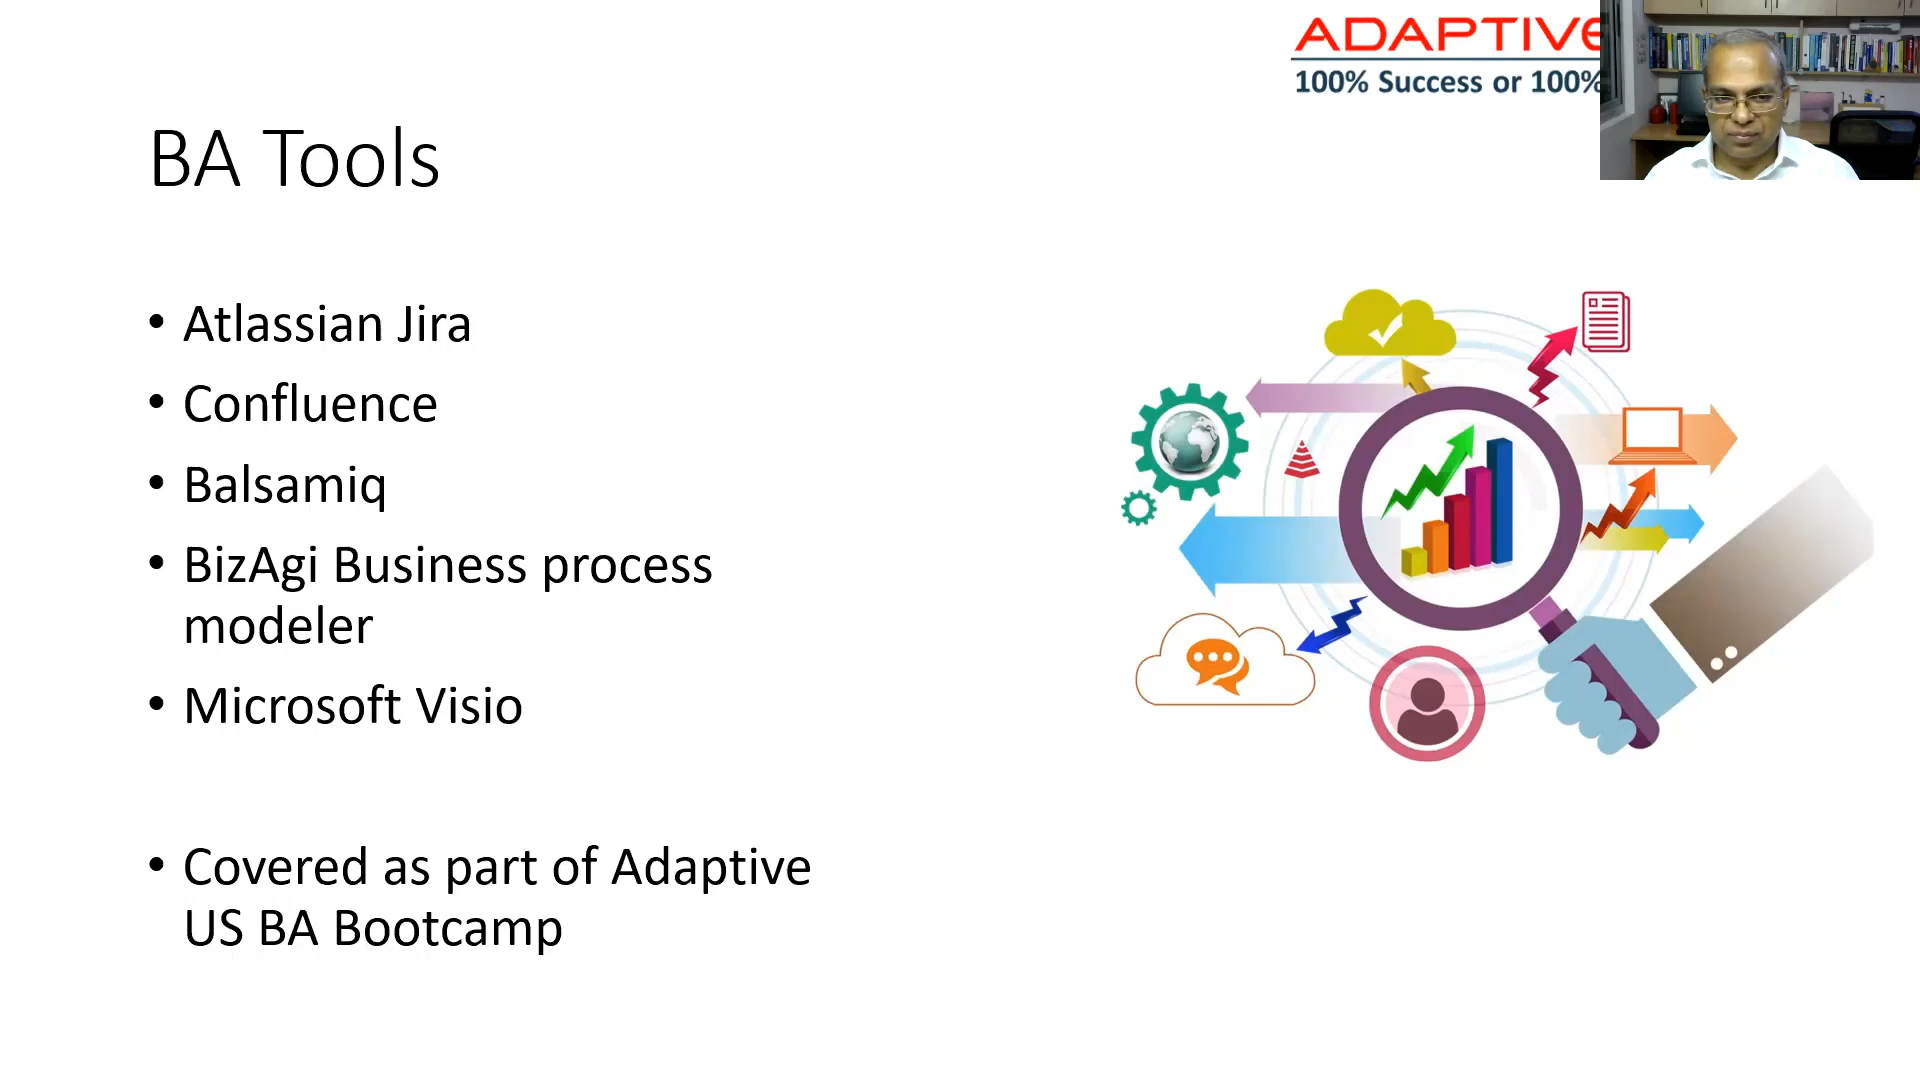 ADAPTIVE
100% Success or 100%
BA Tools
• Atlassian Jira
• Confluence
• Balsamiq
• BizAgi Business process
modeler
• Microsoft Visio
• Covered as part of Adaptive
US BA Bootcamp